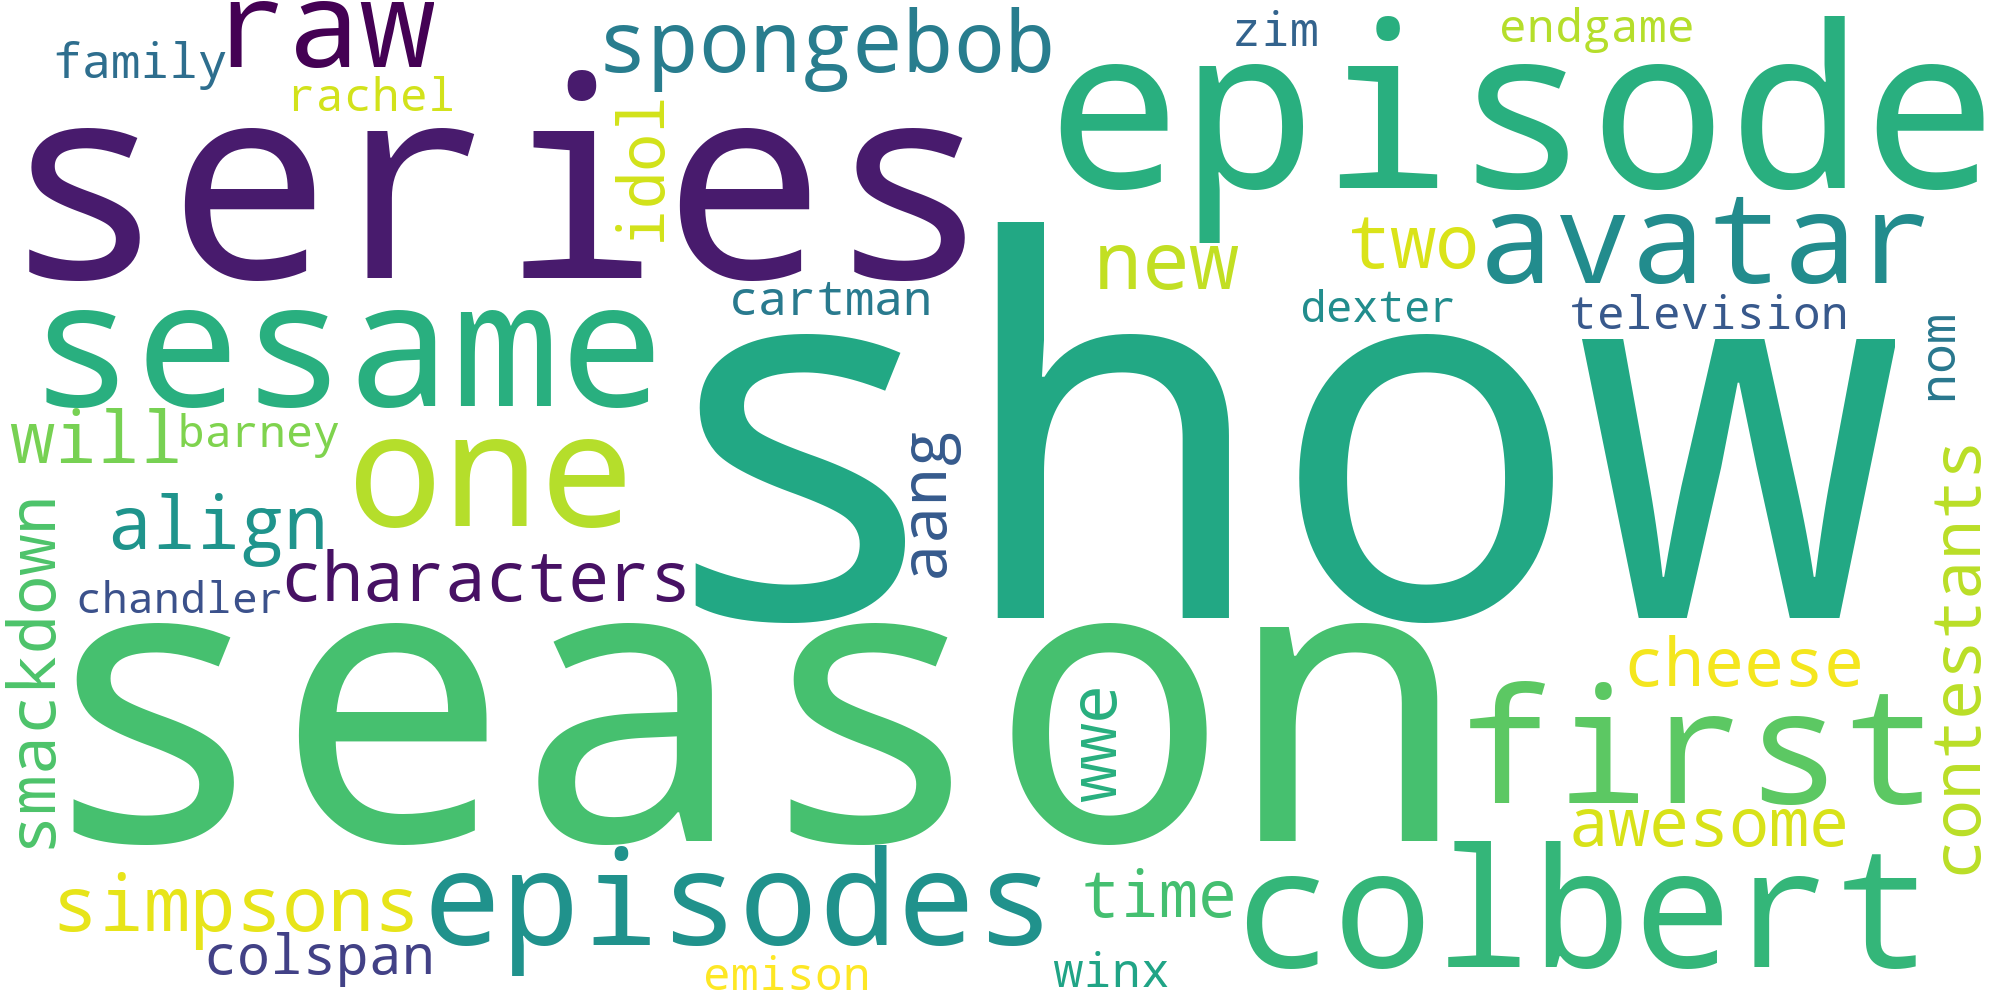 raw
spongebob
zim
endgame
family
rachel
series
idol
episode
new
two
avatar
sesame
cartman
dexter
television
nom
show
will
barney
one
aang
align
characters
chandler
smackdown
contestants
season
wwe
cheese
first
awesome
simpsons
episodes
time
colbert
colspan
emison
winx